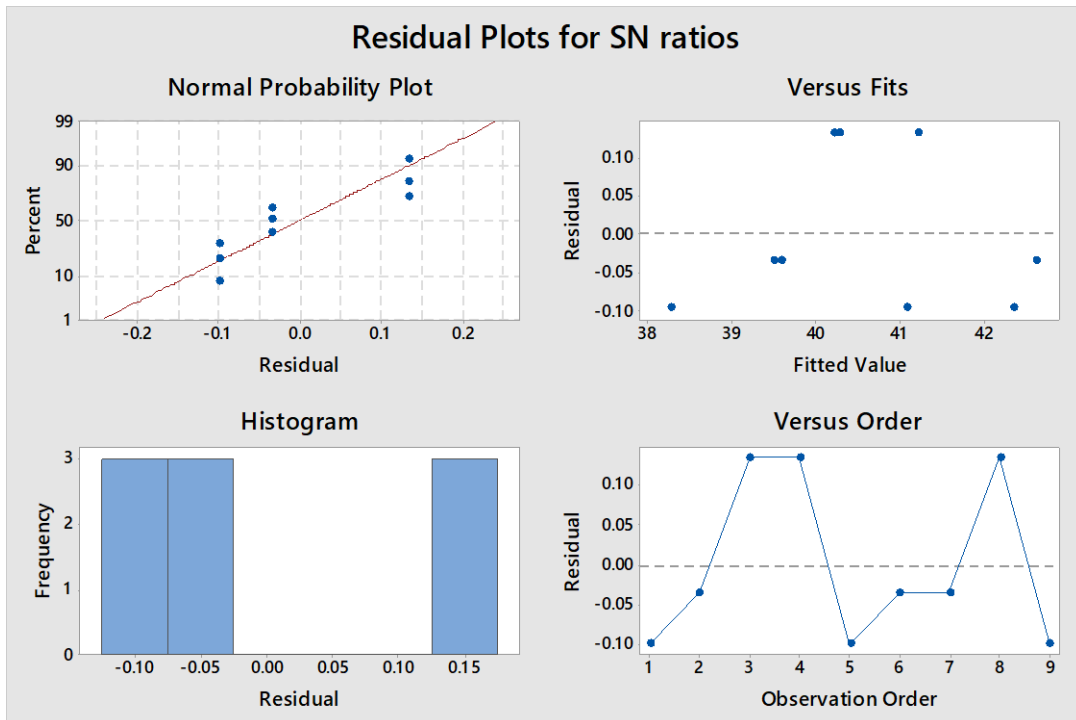 Residual Plots for SN ratios
Normal Probability Plot
Percent
99
90
50
10
1
-0.2 -0.1 0.0 0.1 0.2
Residual
Versus Fits
Residual
0.10
0.05
0.00
-0.05
-0.10
38 39 40 41 42
Fitted Value
Histogram
Frequency
3
2
1
0
-0.10 -0.05 0.00 0.05 0.10 0.15
Residual
Versus Order
Residual
0.10
0.05
0.00
-0.05
-0.10
1 2 3 4 5 6 7 8 9
Observation Order